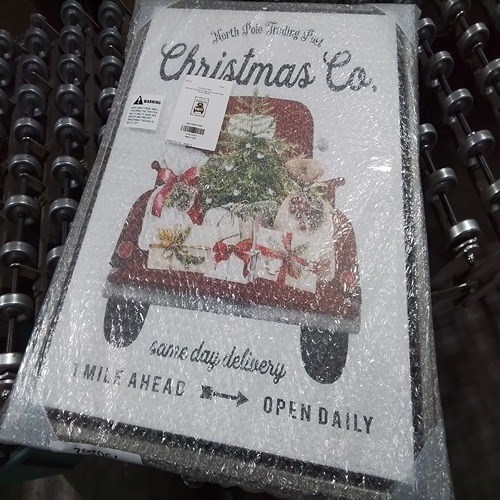 North Pole Trading Post
Christmas Co.
WARNING
same day delivery
1 MILE AHEAD
OPEN DAILY